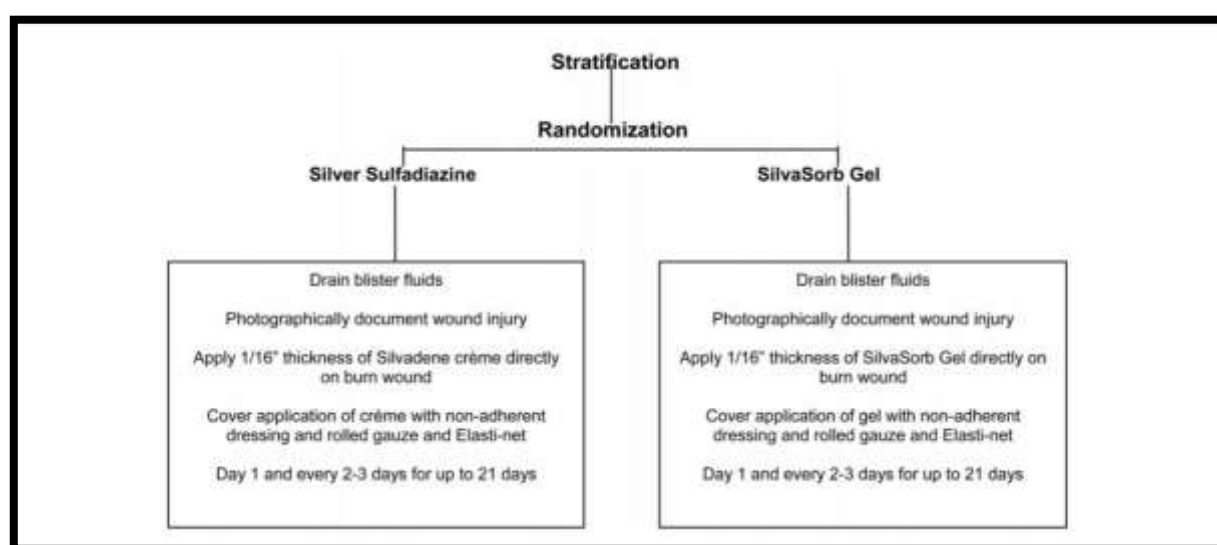 Stratification
Randomization
Silver Sulfadiazine
SilvaSorb Gel
Drain blister fluids
Photographically document wound injury
Apply 1/16" thickness of Silvadene crème directly
on burn wound
Cover application of crème with non-adherent
dressing and rolled gauze and Elasti-net
Day 1 and every 2-3 days for up to 21 days
Drain blister fluids
Photographically document wound injury
Apply 1/16" thickness of SilvaSorb Gel directly on
burn wound
Cover application of gel with non-adherent
dressing and rolled gauze and Elasti-net
Day 1 and every 2-3 days for up to 21 days